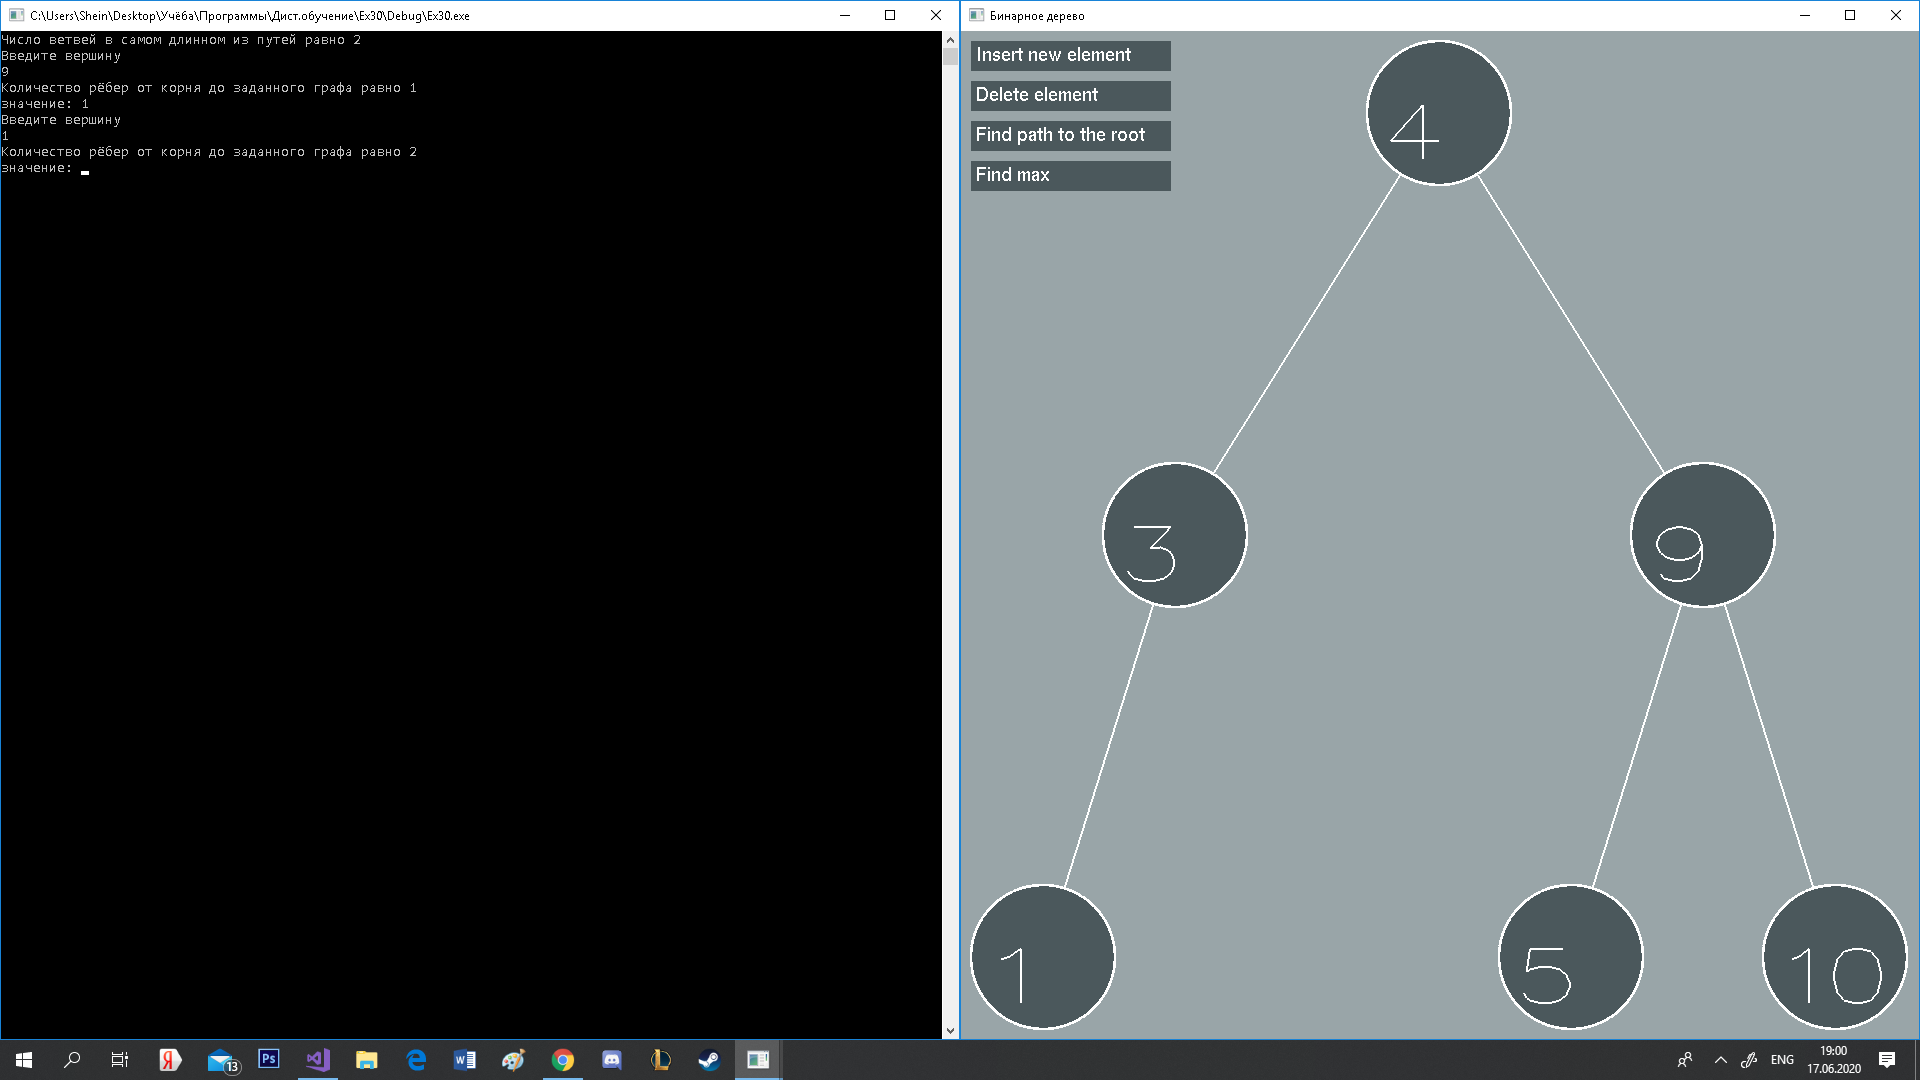 C:\Users\Shein\Desktop\Учёба\Программы\Дист.обучение\Ex30\Debug\Ex30.exe
Число ветвей в самом длинном из путей равно 2
Введите вершину
9
Количество рёбер от корня до заданного графа равно 1
значение: 1
Введите вершину
1
Количество рёбер от корня до заданного графа равно 2
значение:
Бинарное дерево
Insert new element
Delete element
Find path to the root
Find max
4
3
9
1
5
10
Я
13
Ps
W
ENG
19:00
17.06.2020